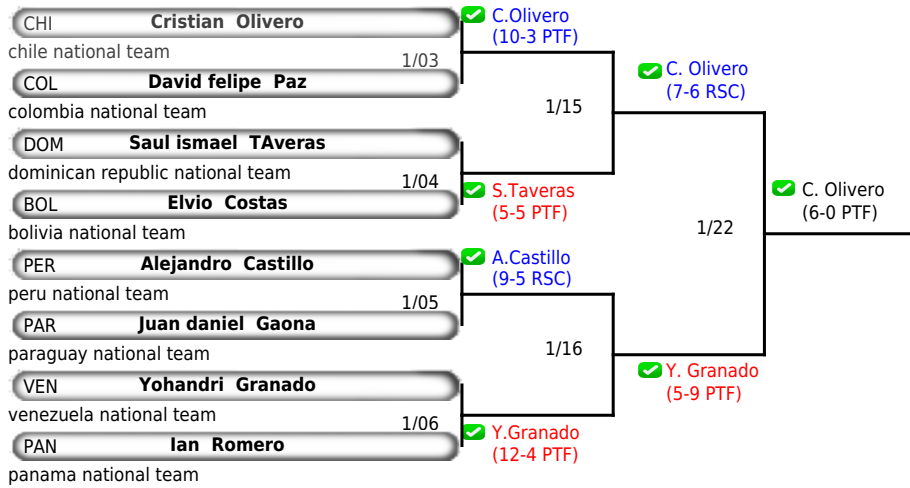 CHI Cristian Olivero
chile national team
1/03
COL David felipe Paz
colombia national team
DOM Saul ismael TAveras
dominican republic national team
1/04
BOL Elvio Costas
bolivia national team
PER Alejandro Castillo
peru national team
1/05
PAR Juan daniel Gaona
paraguay national team
VEN Yohandri Granado
venezuela national team
1/06
PAN Ian Romero
panama national team
C.Olivero
(10-3 PTF)
1/15
S.Taveras
(5-5 PTF)
A.Castillo
(9-5 RSC)
1/16
Y.Granado
(12-4 PTF)
C. Olivero
(7-6 RSC)
1/22
Y. Granado
(5-9 PTF)
C. Olivero
(6-0 PTF)